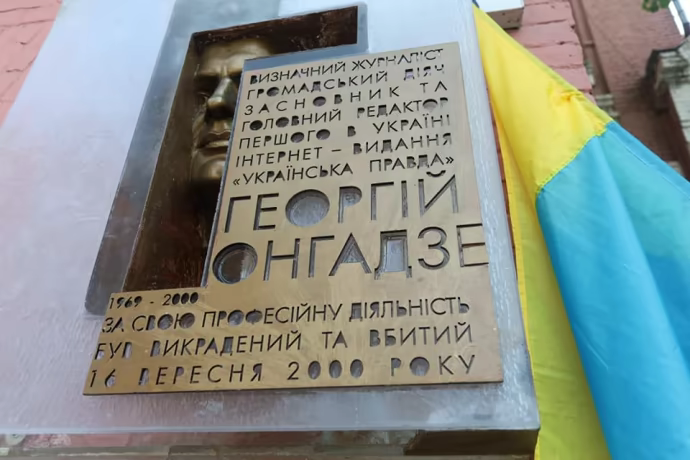 ВИЗНАЧНИЙ ЖУРНАЛІСТ
ГРОМАДСЬКИЙ ДІЯЧ
ЗАСНОВНИК ТА
ГОЛОВНИЙ РЕДАКТОР
ПЕРШОГО В УКРАЇНІ
ІНТЕРНЕТ – ВИДАННЯ
«УКРАЇНСЬКА ПРАВДА»
ГЕОРГІЙ
ОНГАДЗЕ
1969 - 2000
ЗА СВОЮ ПРОФЕСІЙНУ ДІЯЛЬНІСТЬ
БУВ ВИКРАДЕНИЙ ТА ВБИТИЙ
16 ВЕРЕСНЯ 2000 РОКУ